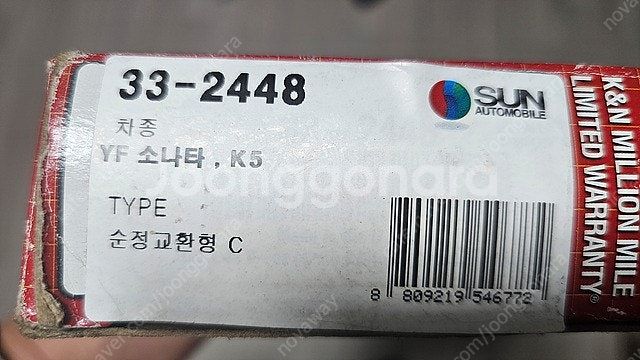 33-2448
SUN
AUTOMOBILE
차종
YF 소나타 , K5
Joonggonara
TYPE
순정교환형 C
8 809219 546772
K&N MILLION MILE
LIMITED WARRANTY®
novaway